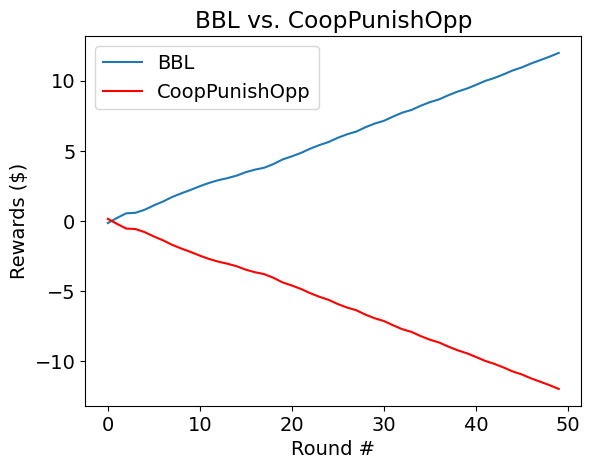 BBL vs. CoopPunishOpp
BBL
CoopPunishOpp
Rewards ($)
10
5
0
−5
−10
0 10 20 30 40 50
Round #